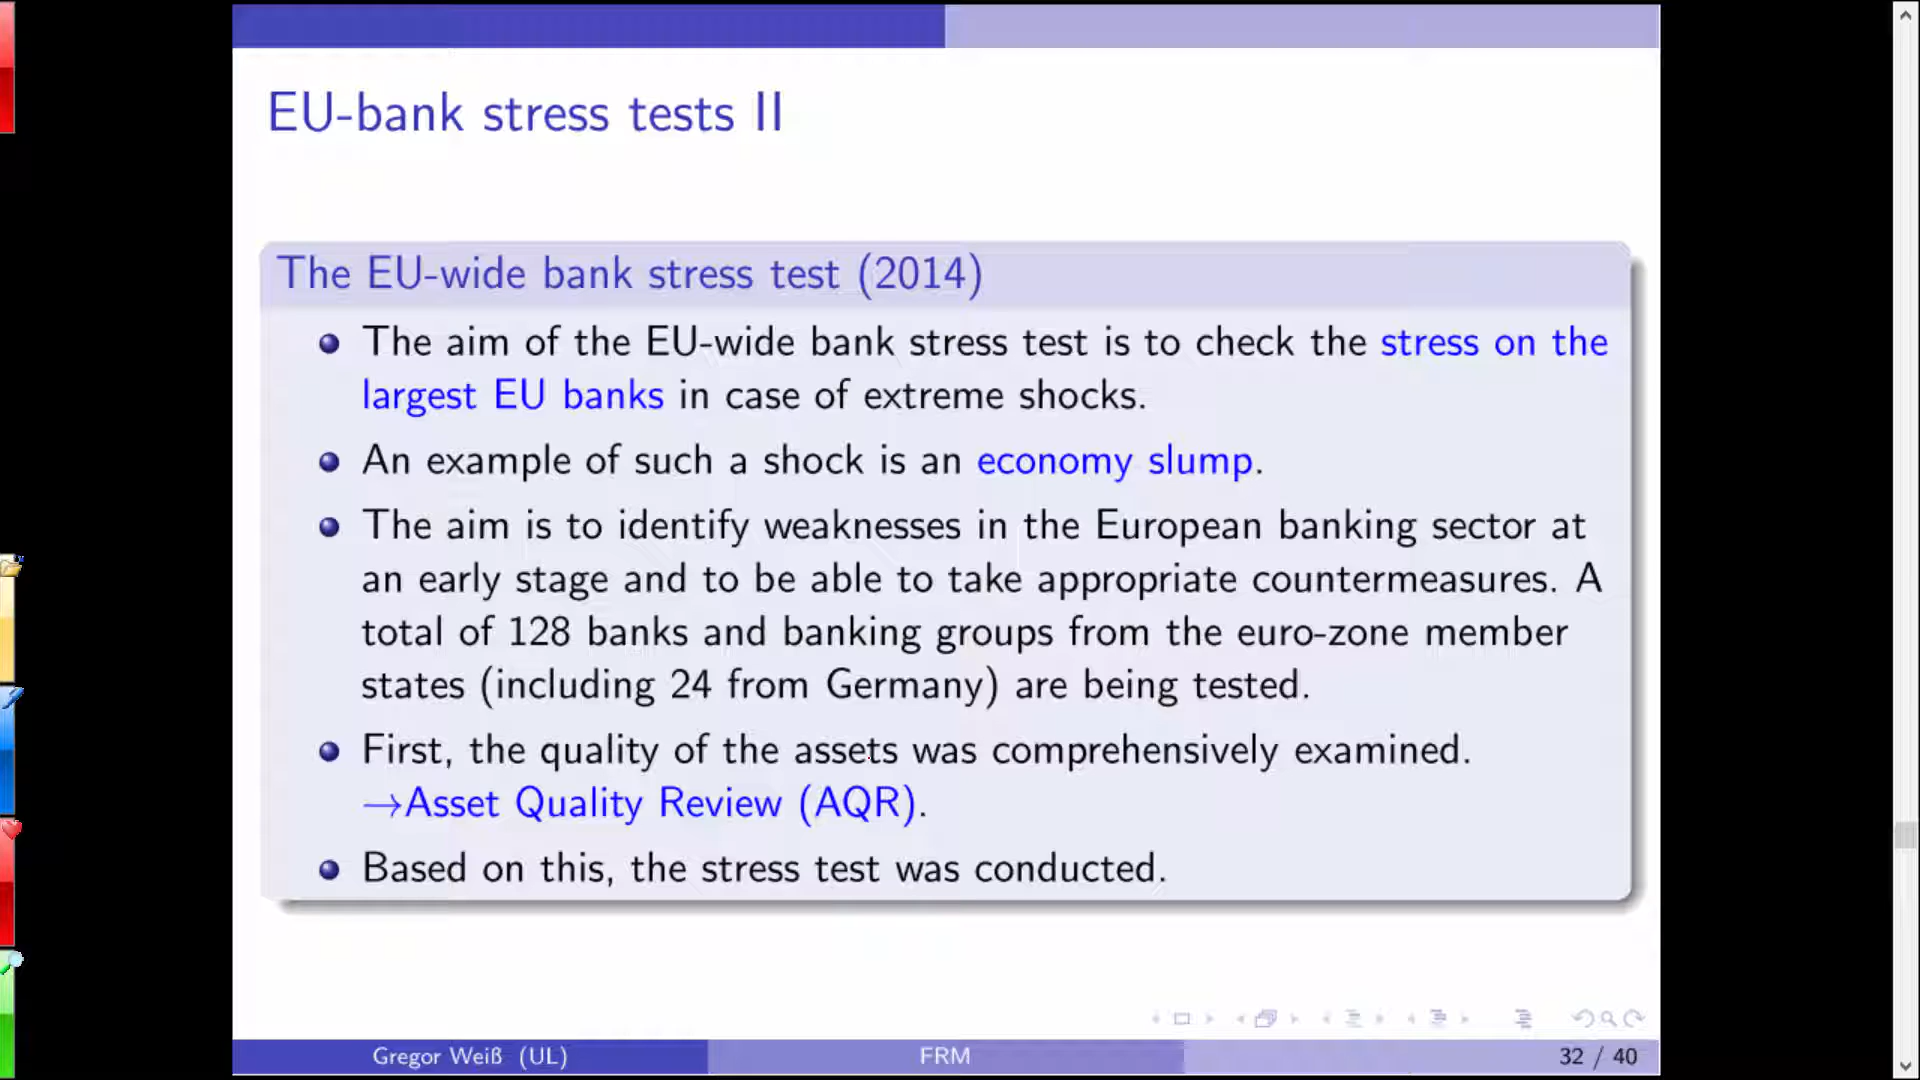 EU-bank stress tests II
The EU-wide bank stress test (2014)
The aim of the EU-wide bank stress test is to check the stress on the
largest EU banks in case of extreme shocks.
An example of such a shock is an economy slump.
The aim is to identify weaknesses in the European banking sector at
an early stage and to be able to take appropriate countermeasures. A
total of 128 banks and banking groups from the euro-zone member
states (including 24 from Germany) are being tested.
First, the quality of the assets was comprehensively examined.
→Asset Quality Review (AQR).
Based on this, the stress test was conducted.
Gregor Weiß (UL) FRM 32 / 40